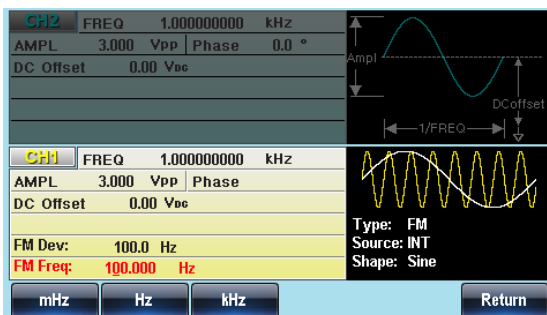 CH2 FREQ 1.000000000 kHz
AMPL 3.000 Vpp Phase 0.0 °
DC Offset 0.00 VDC
Ampl
DCoffset
1/FREQ
CH1 FREQ 1.000000000 kHz
AMPL 3.000 Vpp Phase
DC Offset 0.00 VDC
FM Dev: 100.0 Hz
FM Freq: 100.000 Hz
Type: FM
Source: INT
Shape: Sine
mHz Hz kHz Return